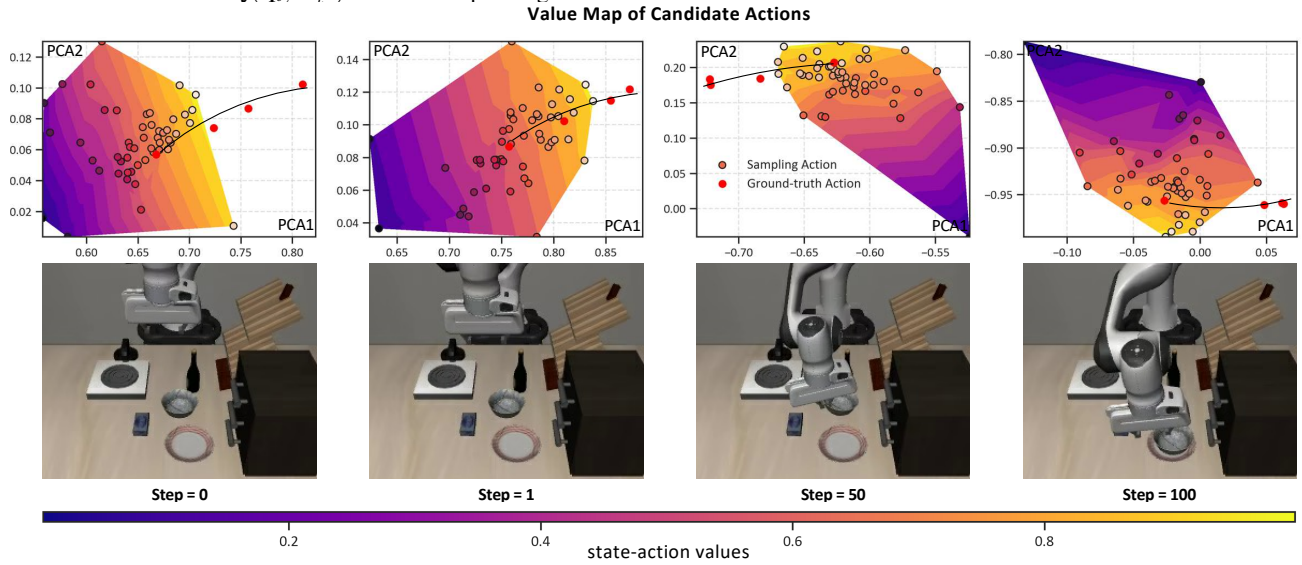 Value Map of Candidate Actions
PCA2
0.12
0.10
0.08
0.06
0.04
0.02
PCA1
0.60
0.65
0.70
0.75
0.80
PCA2
0.14
0.12
0.10
0.08
0.06
0.04
PCA1
0.65
0.70
0.75
0.80
0.85
PCA2
0.20
0.15
0.10
0.05
0.00
Sampling Action
Ground-truth Action
PCA1
−0.70
−0.65
−0.60
−0.55
PCA2
−0.80
−0.85
−0.90
−0.95
PCA1
−0.10
−0.05
0.00
0.05
Step = 0
Step = 1
Step = 50
Step = 100
0.2
0.4
0.6
0.8
state-action values